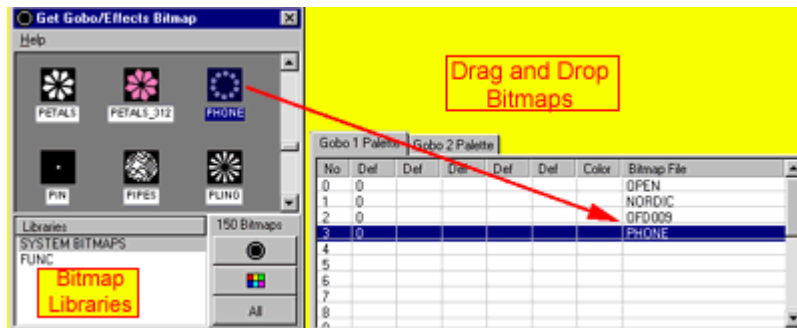 Get Gobo/Effects Bitmap
Help
PETALS PETALS_312 PHONE
PIN PIPES PLING
Libraries 150 Bitmaps
SYSTEM BITMAPS
FUNC
Bitmap
Libraries
All
Drag and Drop
Bitmaps
Gobo 1 Palette Gobo 2 Palette
No Def Def Def Def Def Color Bitmap File
0 0 OPEN
1 0 NORDIC
2 0 OFD009
3 0 PHONE
4
5
6
7
8